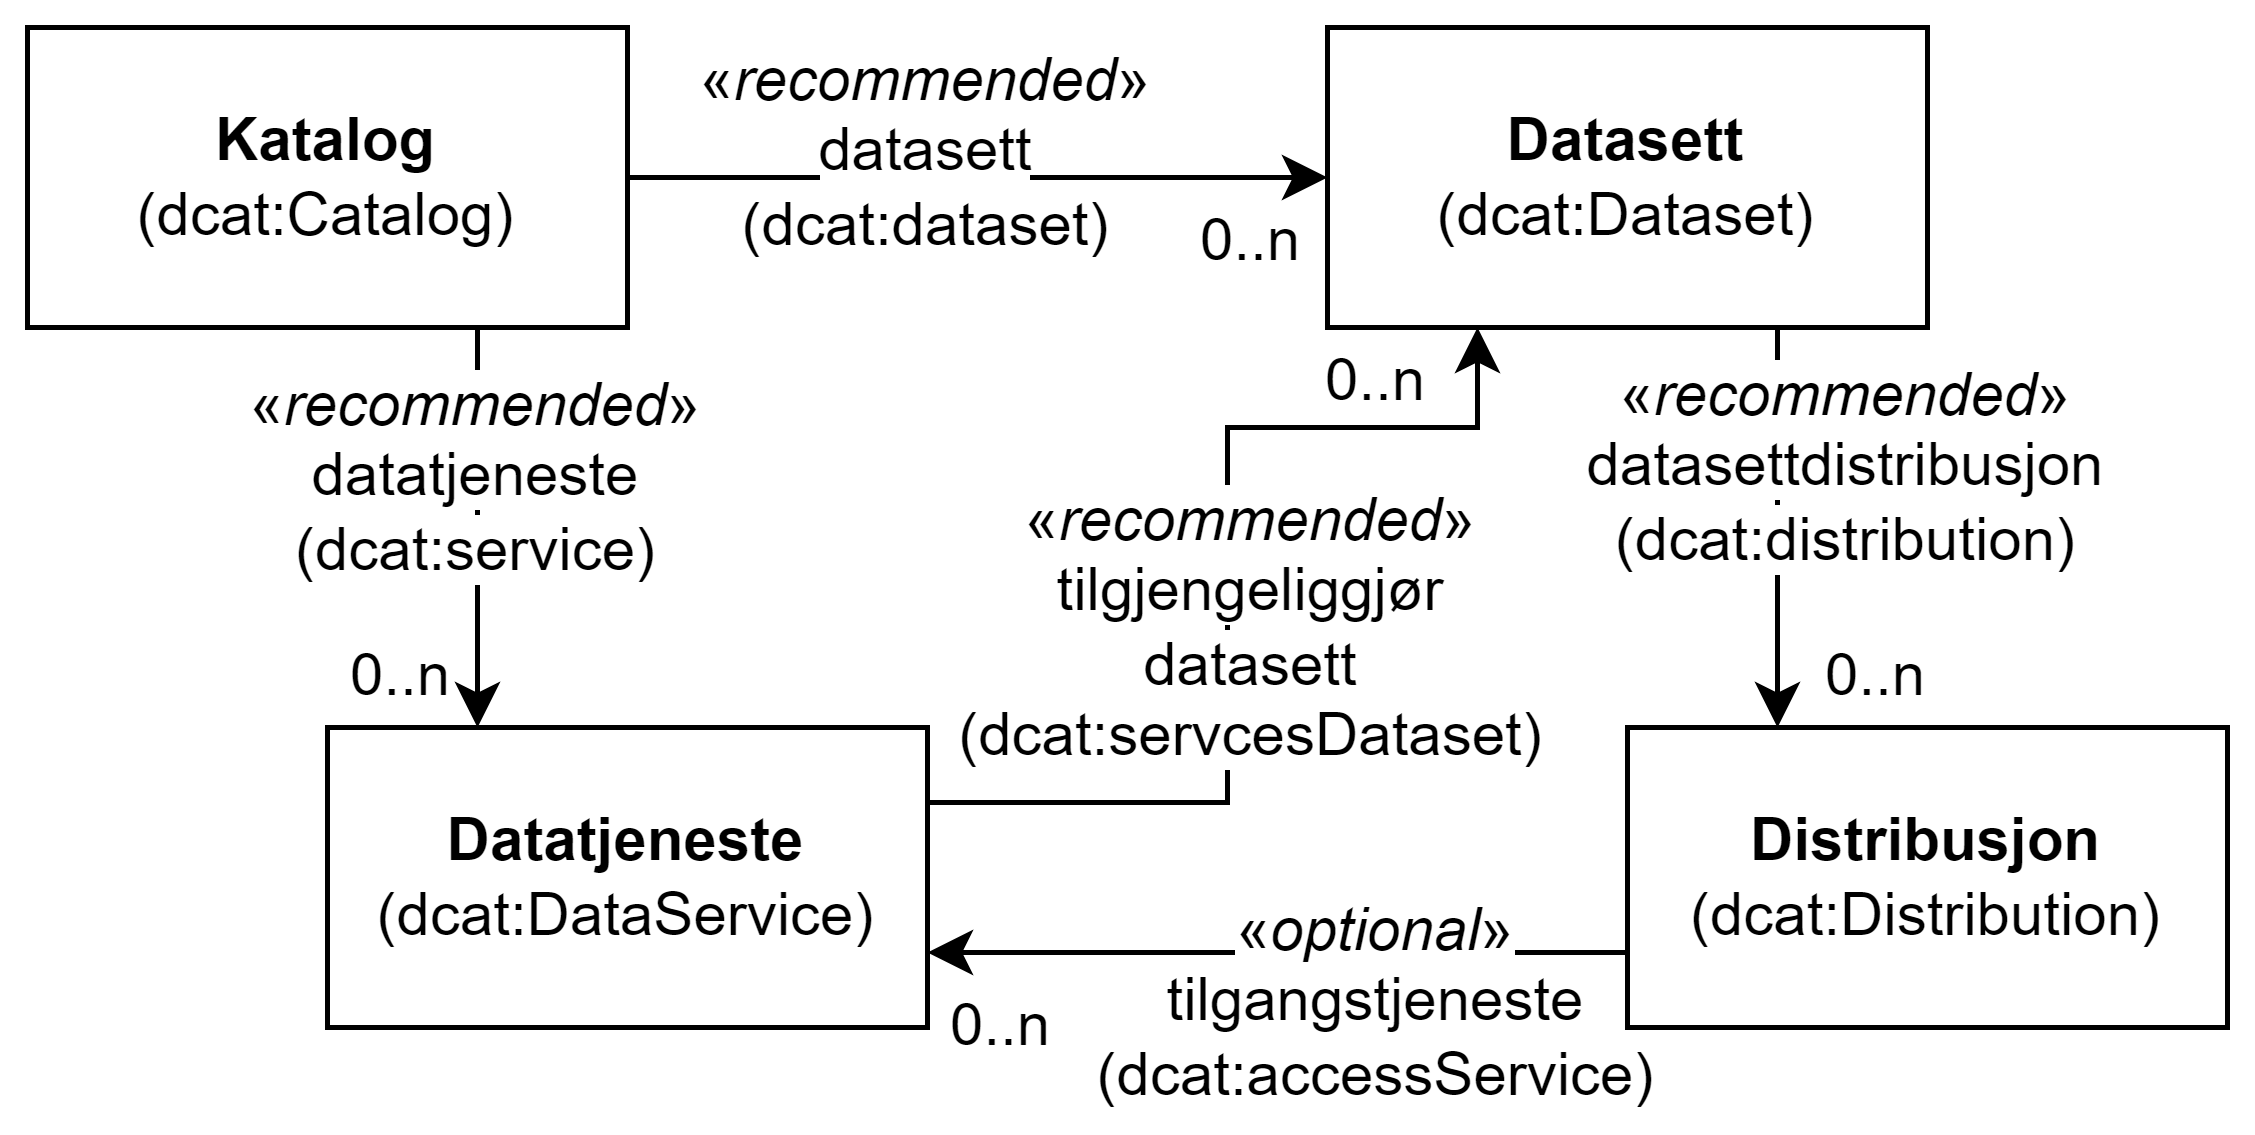 Katalog
(dcat:Catalog)
«recommended»
datasett
(dcat:dataset)
0..n
Datasett
(dcat:Dataset)
«recommended»
datatjeneste
(dcat:service)
0..n
0..n
«recommended»
tilgjengeliggjør
datasett
(dcat:servcesDataset)
«recommended»
datasettdistribusjon
(dcat:distribution)
0..n
Datatjeneste
(dcat:DataService)
«optional»
tilgangstjeneste
(dcat:accessService)
0..n
Distribusjon
(dcat:Distribution)